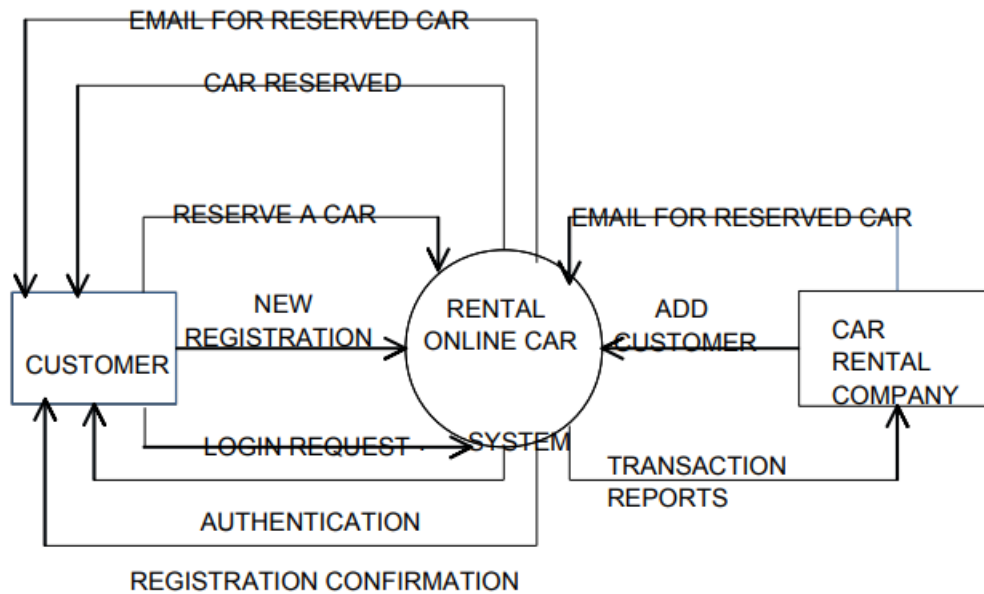 EMAIL FOR RESERVED CAR
CAR RESERVED
RESERVE A CAR
EMAIL FOR RESERVED CAR
NEW
REGISTRATION
RENTAL
ONLINE CAR
ADD
CUSTOMER
CAR
RENTAL
COMPANY
CUSTOMER
LOGIN REQUEST
SYSTEM
TRANSACTION
REPORTS
AUTHENTICATION
REGISTRATION CONFIRMATION